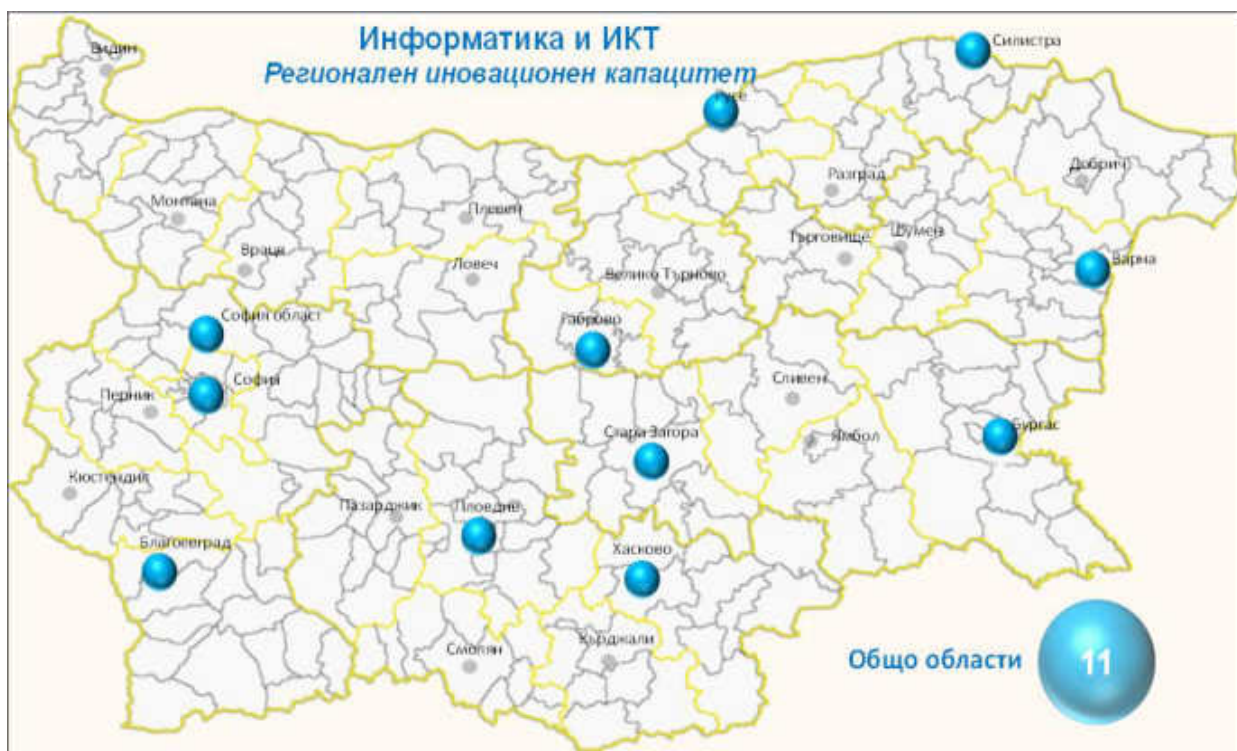 Информатика и ИКТ
Регионален иновационен капацитет
Видин
Силистра
Русе
Добрич
Разград
Монтана
Плевен
Търговище
Шумен
Враца
Ловеч
Велико Търново
Варна
София област
Габрово
София
Перник
Сливен
Стара Загора
Ямбол
Бургас
Кюстендил
Пазарджик
Пловдив
Благоевград
Хасково
Смолян
Кърджали
Общо области
11